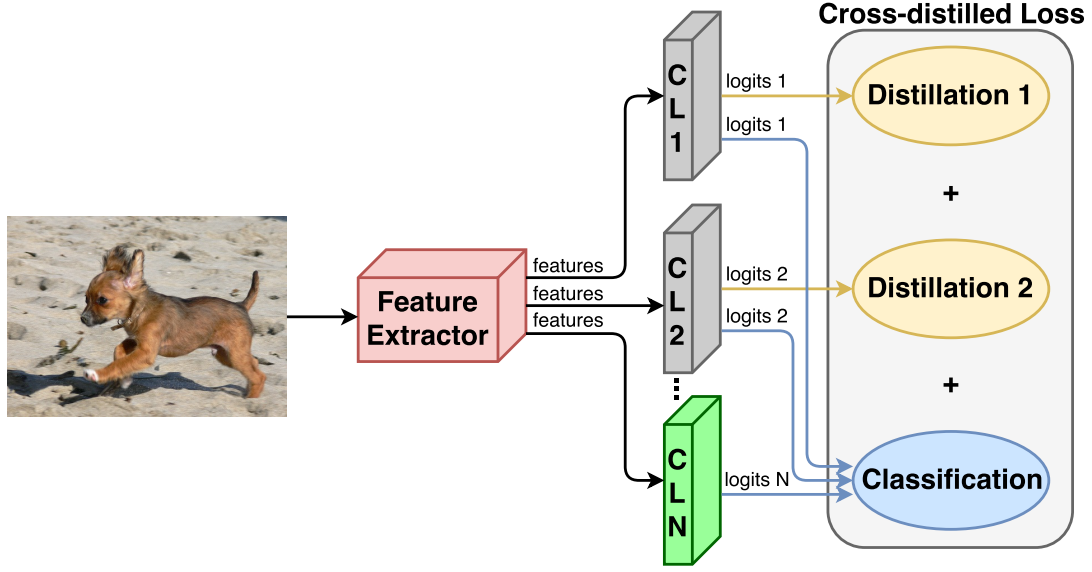 Cross-distilled Loss
C
L
1
logits 1
logits 1
Distillation 1
+
Feature
Extractor
features
features
features
C
L
2
logits 2
logits 2
Distillation 2
+
C
L
N
logits N
Classification